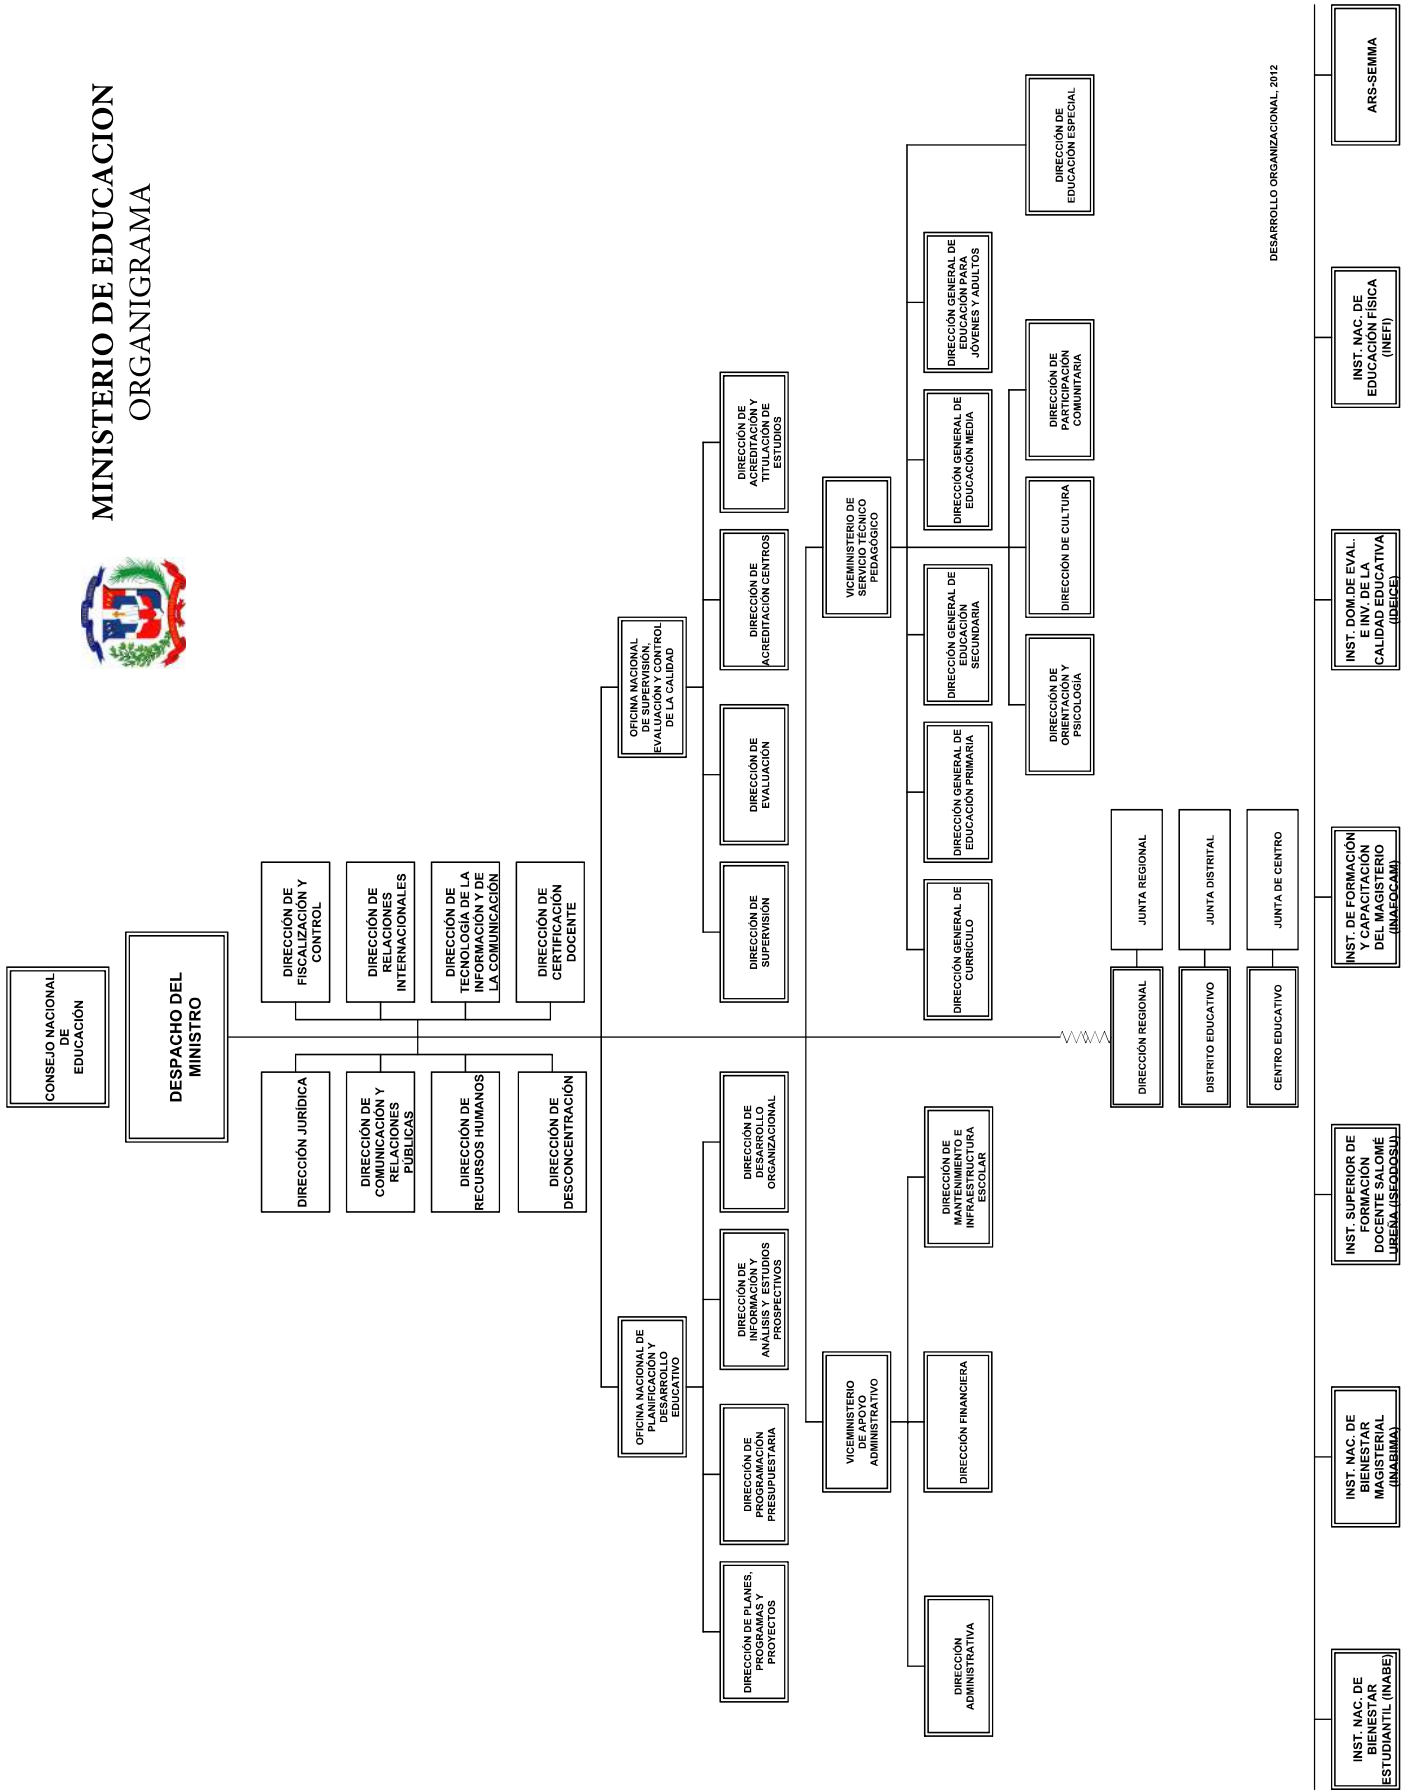 MINISTERIO DE EDUCACION
ORGANIGRAMA
CONSEJO NACIONAL
DE
EDUCACIÓN
DESPACHO DEL
MINISTRO
DIRECCIÓN JURÍDICA
DIRECCIÓN DE
FISCALIZACIÓN Y
CONTROL
DIRECCIÓN DE
COMUNICACIÓN Y
RELACIONES
PÚBLICAS
DIRECCIÓN DE
RELACIONES
INTERNACIONALES
DIRECCIÓN DE
RECURSOS HUMANOS
DIRECCIÓN DE
TECNOLOGÍA DE LA
INFORMACIÓN Y DE
LA COMUNICACIÓN
DIRECCIÓN DE
DESCONCENTRACIÓN
DIRECCIÓN DE
CERTIFICACIÓN
DOCENTE
OFICINA NACIONAL DE
PLANIFICACIÓN Y
DESARROLLO
EDUCATIVO
OFICINA NACIONAL
DE SUPERVISIÓN,
EVALUACIÓN Y CONTROL
DE LA CALIDAD
DIRECCIÓN DE PLANES,
PROGRAMAS Y
PROYECTOS
DIRECCIÓN DE
PROGRAMACIÓN
PRESUPUESTARIA
DIRECCIÓN DE
INFORMACIÓN Y
ANÁLISIS Y ESTUDIOS
PROSPECTIVOS
DIRECCIÓN DE
DESARROLLO
ORGANIZACIONAL
DIRECCIÓN DE
SUPERVISIÓN
DIRECCIÓN DE
EVALUACIÓN
DIRECCIÓN DE
ACREDITACIÓN CENTROS
DIRECCIÓN DE
ACREDITACIÓN Y
TITULACIÓN DE
ESTUDIOS
VICEMINISTERIO
DE APOYO
ADMINISTRATIVO
VICEMINISTERIO DE
SERVICIO TÉCNICO
PEDAGÓGICO
DIRECCIÓN
ADMINISTRATIVA
DIRECCIÓN FINANCIERA
DIRECCIÓN DE
MANTENIMIENTO E
INFRAESTRUCTURA
ESCOLAR
DIRECCIÓN GENERAL DE
CURRÍCULO
DIRECCIÓN GENERAL DE
EDUCACIÓN PRIMARIA
DIRECCIÓN GENERAL DE
EDUCACIÓN
SECUNDARIA
DIRECCIÓN GENERAL DE
EDUCACIÓN MEDIA
DIRECCIÓN GENERAL DE
EDUCACIÓN PARA
JÓVENES Y ADULTOS
DIRECCIÓN DE
ORIENTACIÓN Y
PSICOLOGÍA
DIRECCIÓN DE CULTURA
DIRECCIÓN DE
PARTICIPACIÓN
COMUNITARIA
DIRECCIÓN DE
EDUCACIÓN ESPECIAL
DIRECCIÓN REGIONAL
JUNTA REGIONAL
DISTRITO EDUCATIVO
JUNTA DISTRITAL
CENTRO EDUCATIVO
JUNTA DE CENTRO
DESARROLLO ORGANIZACIONAL, 2012
INST. NAC. DE
BIENESTAR
ESTUDIANTIL (INABE)
INST. NAC. DE
BIENESTAR
MAGISTERIAL
(INABIMA)
INST. SUPERIOR DE
FORMACIÓN
DOCENTE SALOMÉ
UREÑA (ISFODOSU)
INST. DE FORMACIÓN
Y CAPACITACIÓN
DEL MAGISTERIO
(INAFOCAM)
INST. DOM.DE EVAL.
E INV. DE LA
CALIDAD EDUCATIVA
(IDEICE)
INST. NAC. DE
EDUCACIÓN FÍSICA
(INEFI)
ARS-SEMMA